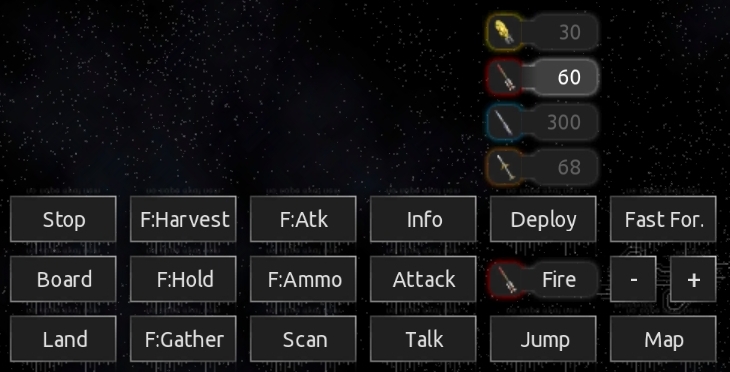 30
60
300
68
Stop F:Harvest F:Atk Info Deploy Fast For.
Board F:Hold F:Ammo Attack Fire - +
Land F:Gather Scan Talk Jump Map